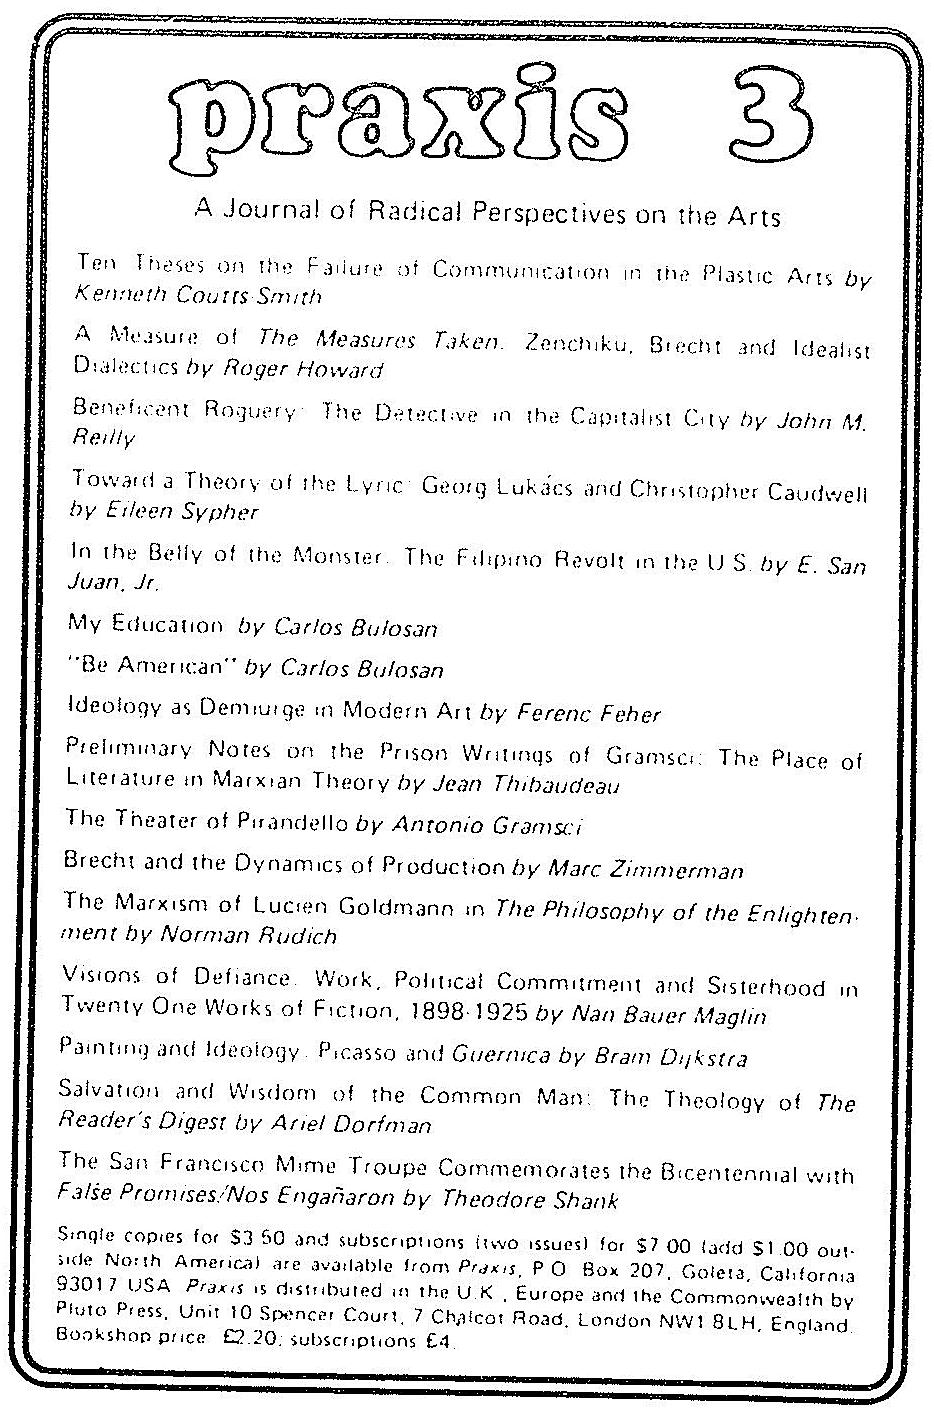 praxis 3
A Journal of Radical Perspectives on the Arts
Ten Theses on the Failure of Communication in the Plastic Arts by
Kenneth Coutts-Smith
A Measure of The Measures Taken. Zenchiku, Brecht and Idealist
Dialectics by Roger Howard
Beneficent Roguery: The Detective in the Capitalist City by John M.
Reilly
Toward a Theory of the Lyric: Georg Lukács and Christopher Caudwell
by Eileen Sypher
In the Belly of the Monster. The Filipino Revolt in the U.S. by E. San
Juan, Jr.
My Education by Carlos Bulosan
"Be American" by Carlos Bulosan
Ideology as Demiurge in Modern Art by Ferenc Feher
Preliminary Notes on the Prison Writings of Gramsci: The Place of
Literature in Marxian Theory by Jean Thibaudeau
The Theater of Pirandello by Antonio Gramsci
Brecht and the Dynamics of Production by Marc Zimmerman
The Marxism of Lucien Goldmann in The Philosophy of the Enlighten-
ment by Norman Rudich
Visions of Defiance. Work, Political Commitment and Sisterhood in
Twenty One Works of Fiction, 1898-1925 by Nan Bauer Maglin
Painting and Ideology. Picasso and Guernica by Bram Dijkstra
Salvation and Wisdom of the Common Man: The Theology of The
Reader's Digest by Ariel Dorfman
The San Francisco Mime Troupe Commemorates the Bicentennial with
False Promises/Nos Engañaron by Theodore Shank
Single copies for $3.50 and subscriptions (two issues) for $7.00 (add $1.00 out-
side North America) are available from Praxis, P.O. Box 207, Goleta, California
93017 USA. Praxis is distributed in the U.K., Europe and the Commonwealth by
Pluto Press, Unit 10 Spencer Court, 7 Chalcot Road, London NW1 8LH, England.
Bookshop price £2.20; subscriptions £4.